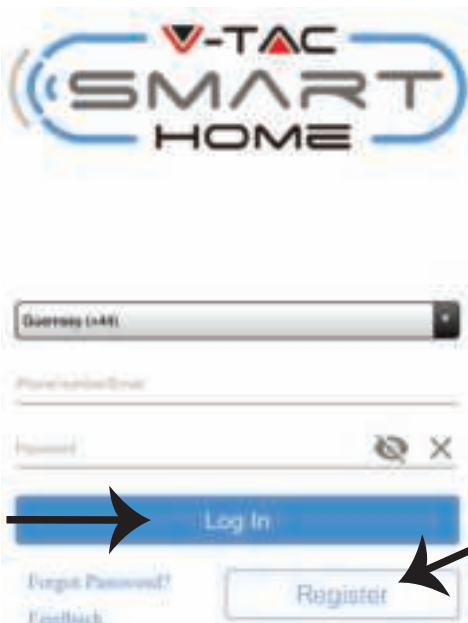 V-TAC
SMART
HOME
Guernsey (+44)
Phone number/Email
Password
Log In
Forgot Password?
Register
Feedback